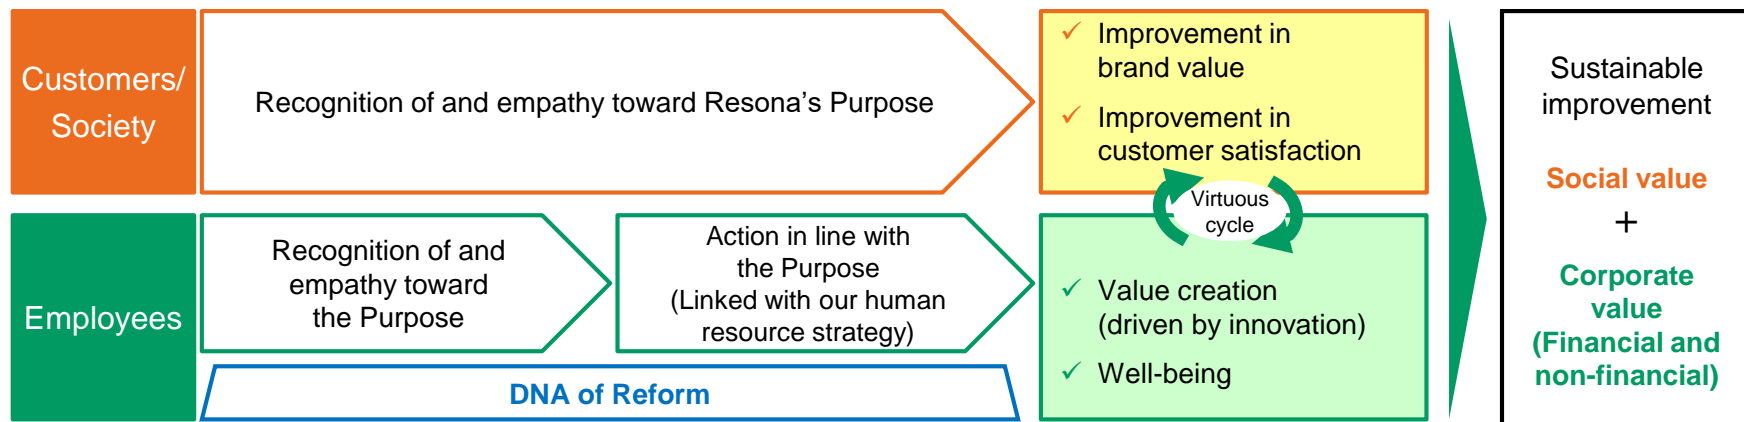 Customers/
Society
Recognition of and empathy toward Resona's Purpose
✓ Improvement in
brand value
✓ Improvement in
customer satisfaction
Virtuous
cycle
Employees
Recognition of and
empathy toward
the Purpose
Action in line with
the Purpose
(Linked with our human
resource strategy)
DNA of Reform
✓ Value creation
(driven by innovation)
✓ Well-being
Sustainable
improvement
Social value
+
Corporate
value
(Financial and
non-financial)